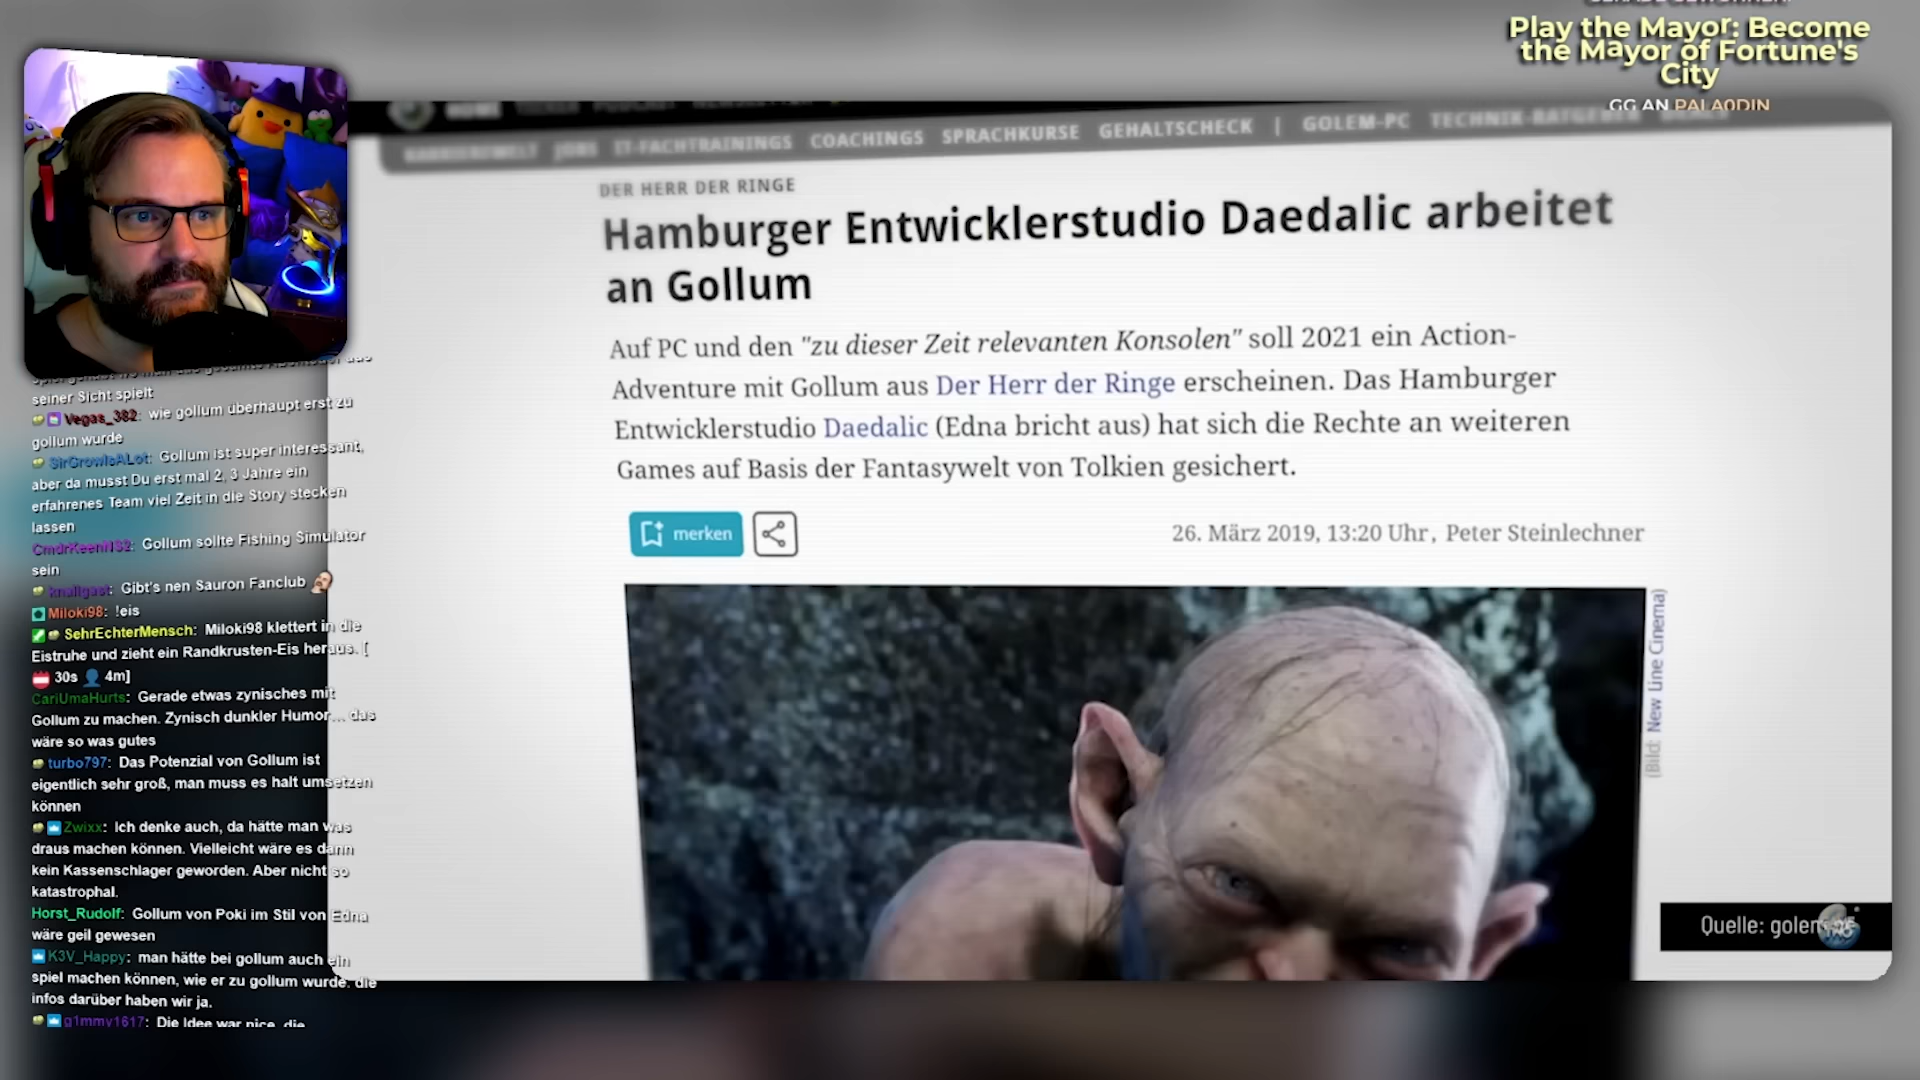 Play the Mayor: Become
the Mayor of Fortune's
City
GG AN PALA0DIN
HOME
COACHINGS SPRACHKURSE GEHALTSCHECK | GOLEM-PC TECHNIK-RATGEBER
IT-FACHTRAININGS
JOBS
DER HERR DER RINGE
Hamburger Entwicklerstudio Daedalic arbeitet
an Gollum
Auf PC und den "zu dieser Zeit relevanten Konsolen" soll 2021 ein Action-
Adventure mit Gollum aus Der Herr der Ringe erscheinen. Das Hamburger
Entwicklerstudio Daedalic (Edna bricht aus) hat sich die Rechte an weiteren
Games auf Basis der Fantasywelt von Tolkien gesichert.
merken
26. März 2019, 13:20 Uhr, Peter Steinlechner
(Bild: New Line Cinema)
Quelle: golem.de
seiner Sicht spielt
Vegas_382: wie gollum überhaupt erst zu
gollum wurde
SirGrowlsALot: Gollum ist super interessant,
aber da musst Du erst mal 2, 3 Jahre ein
erfahrenes Team viel Zeit in die Story stecken
lassen
CmdrKeenNS2: Gollum sollte Fishing Simulator
sein
knallgast: Gibt's nen Sauron Fanclub
Miloki98: !eis
SehrEchterMensch: Miloki98 klettert in die
Eistruhe und zieht ein Randkrusten-Eis heraus. [
30s 4m]
CariUmaHurts: Gerade etwas zynisches mit
Gollum zu machen. Zynisch dunkler Humor... das
wäre so was gutes
turbo797: Das Potenzial von Gollum ist
eigentlich sehr groß, man muss es halt umsetzen
können
Zwixx: Ich denke auch, da hätte man was
draus machen können. Vielleicht wäre es dann
kein Kassenschlager geworden. Aber nicht so
katastrophal.
Horst_Rudolf: Gollum von Poki im Stil von Edna
wäre geil gewesen
K3V_Happy: man hätte bei gollum auch ein
spiel machen können, wie er zu gollum wurde. die
infos darüber haben wir ja.
g1mmy1617: Die Idee war nice, die